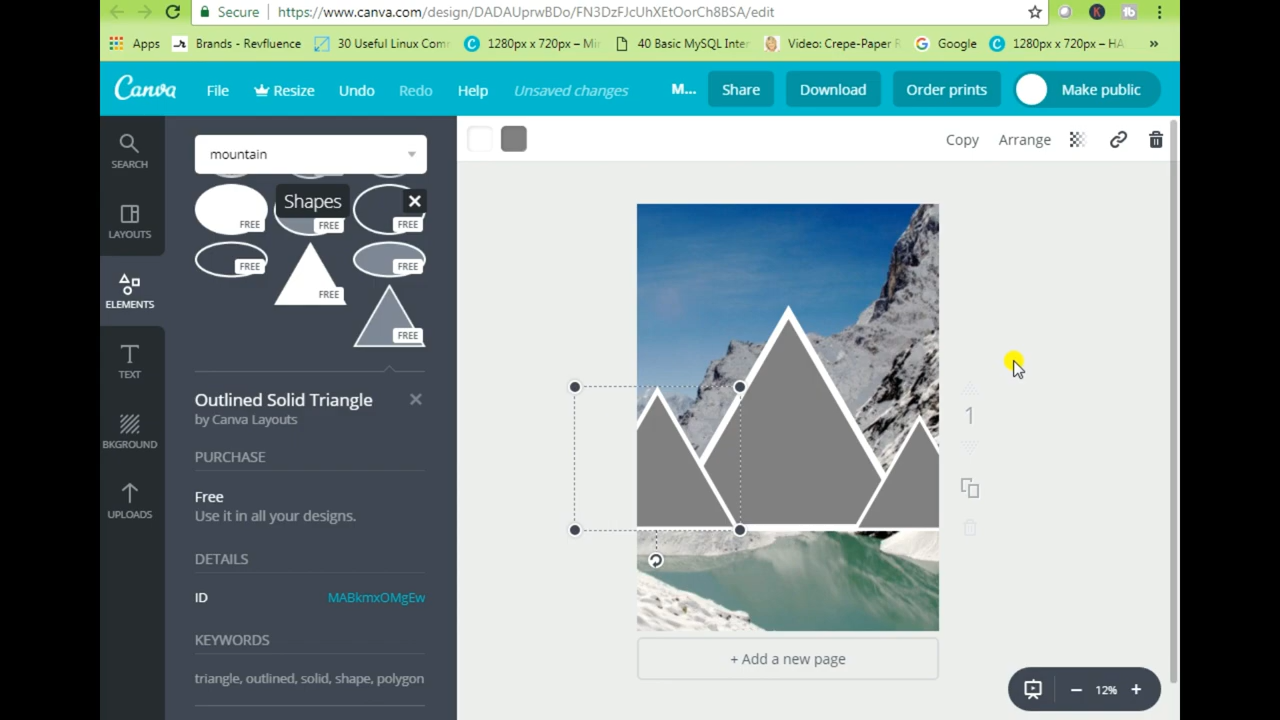 Secure
https://www.canva.com/design/DADAUprwBDo/FN3DzFJcUhXEtOorCh8BSA/edit
Apps
Brands - Revfluence
30 Useful Linux Com
1280px x 720px – Mi
40 Basic MySQL Inter
Video: Crepe-Paper R
Google
1280px x 720px – HA
»
Canva
File
Resize
Undo
Redo
Help
Unsaved changes
M...
Share
Download
Order prints
Make public
SEARCH
LAYOUTS
ELEMENTS
TEXT
BKGROUND
UPLOADS
mountain
Shapes
FREE
FREE
FREE
FREE
FREE
FREE
FREE
Outlined Solid Triangle
by Canva Layouts
PURCHASE
Free
Use it in all your designs.
DETAILS
ID
MABkmxOMgEw
KEYWORDS
triangle, outlined, solid, shape, polygon
Copy
Arrange
1
+ Add a new page
12%